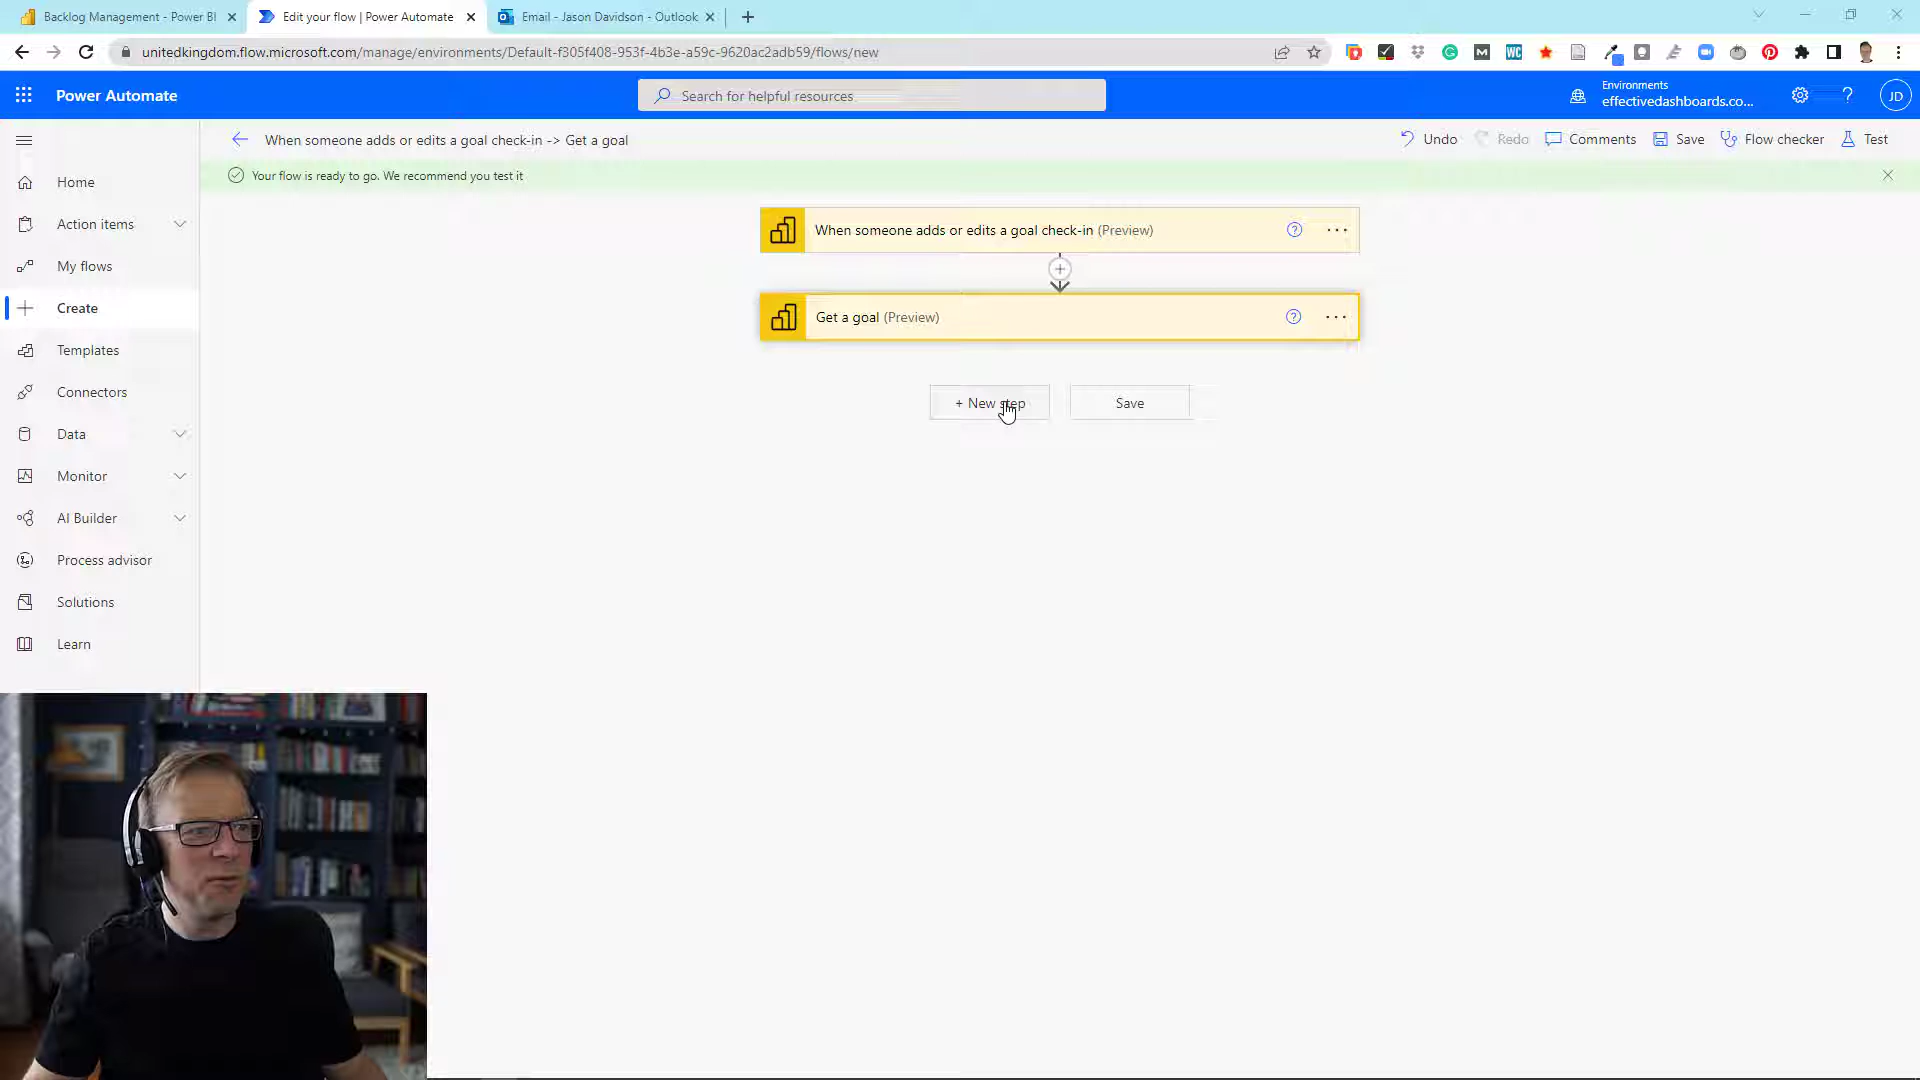 Backlog Management - Power BI
Edit your flow | Power Automate
Email - Jason Davidson - Outlook
unitedkingdom.flow.microsoft.com/manage/environments/Default-f305f408-953f-4b3e-a59c-9620ac2adb59/flows/new
Power Automate
Search for helpful resources
Environments
effectivedashboards.co...
?
JD
When someone adds or edits a goal check-in -> Get a goal
Undo
Redo
Comments
Save
Flow checker
Test
Your flow is ready to go. We recommend you test it
Home
Action items
My flows
Create
Templates
Connectors
Data
Monitor
AI Builder
Process advisor
Solutions
Learn
When someone adds or edits a goal check-in (Preview)
Get a goal (Preview)
+ New step
Save